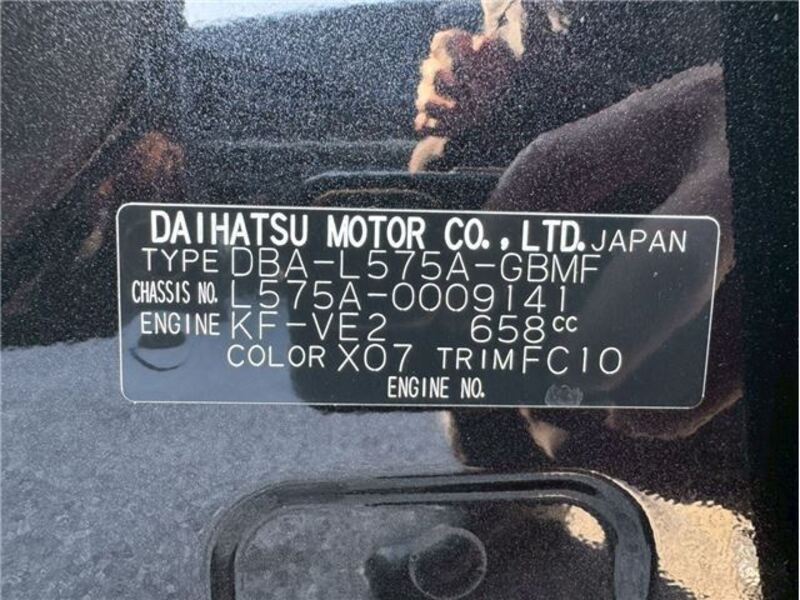 DAIHATSU MOTOR CO., LTD. JAPAN
TYPE DBA-L575A-GBMF
CHASSIS NO. L575A-0009141
ENGINE KF-VE2 658cc
COLOR X07 TRIM FC10
ENGINE NO.